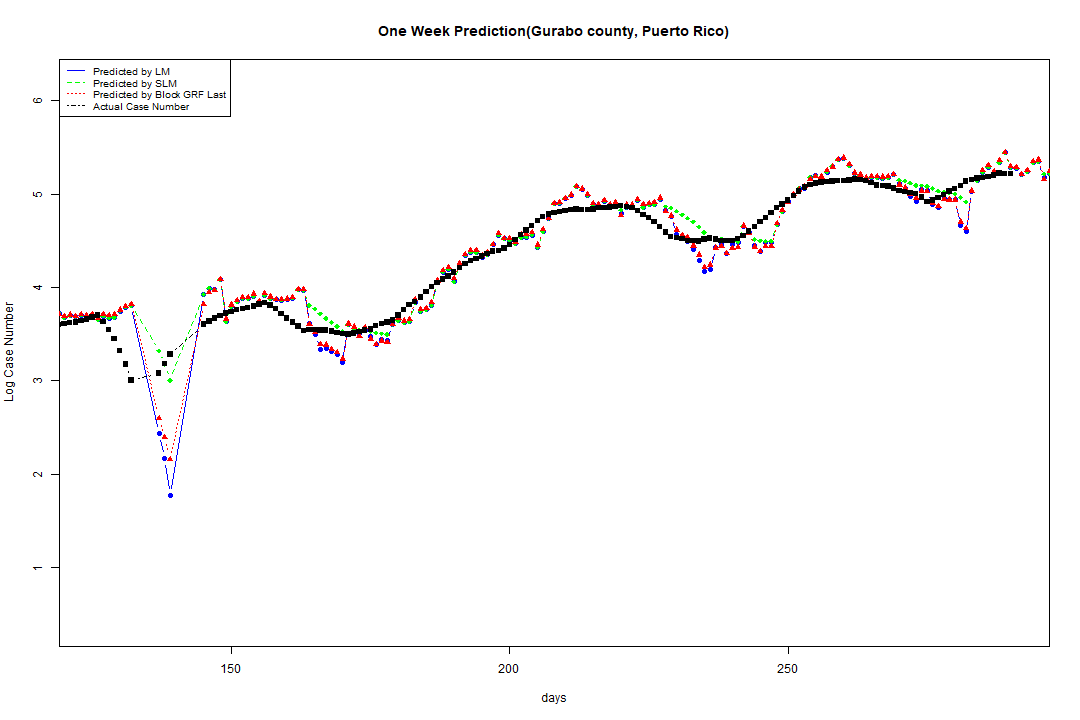 One Week Prediction(Gurabo county, Puerto Rico)
Predicted by LM
Predicted by SLM
Predicted by Block GRF Last
Actual Case Number
6
5
4
3
2
1
Log Case Number
150 200 250
days